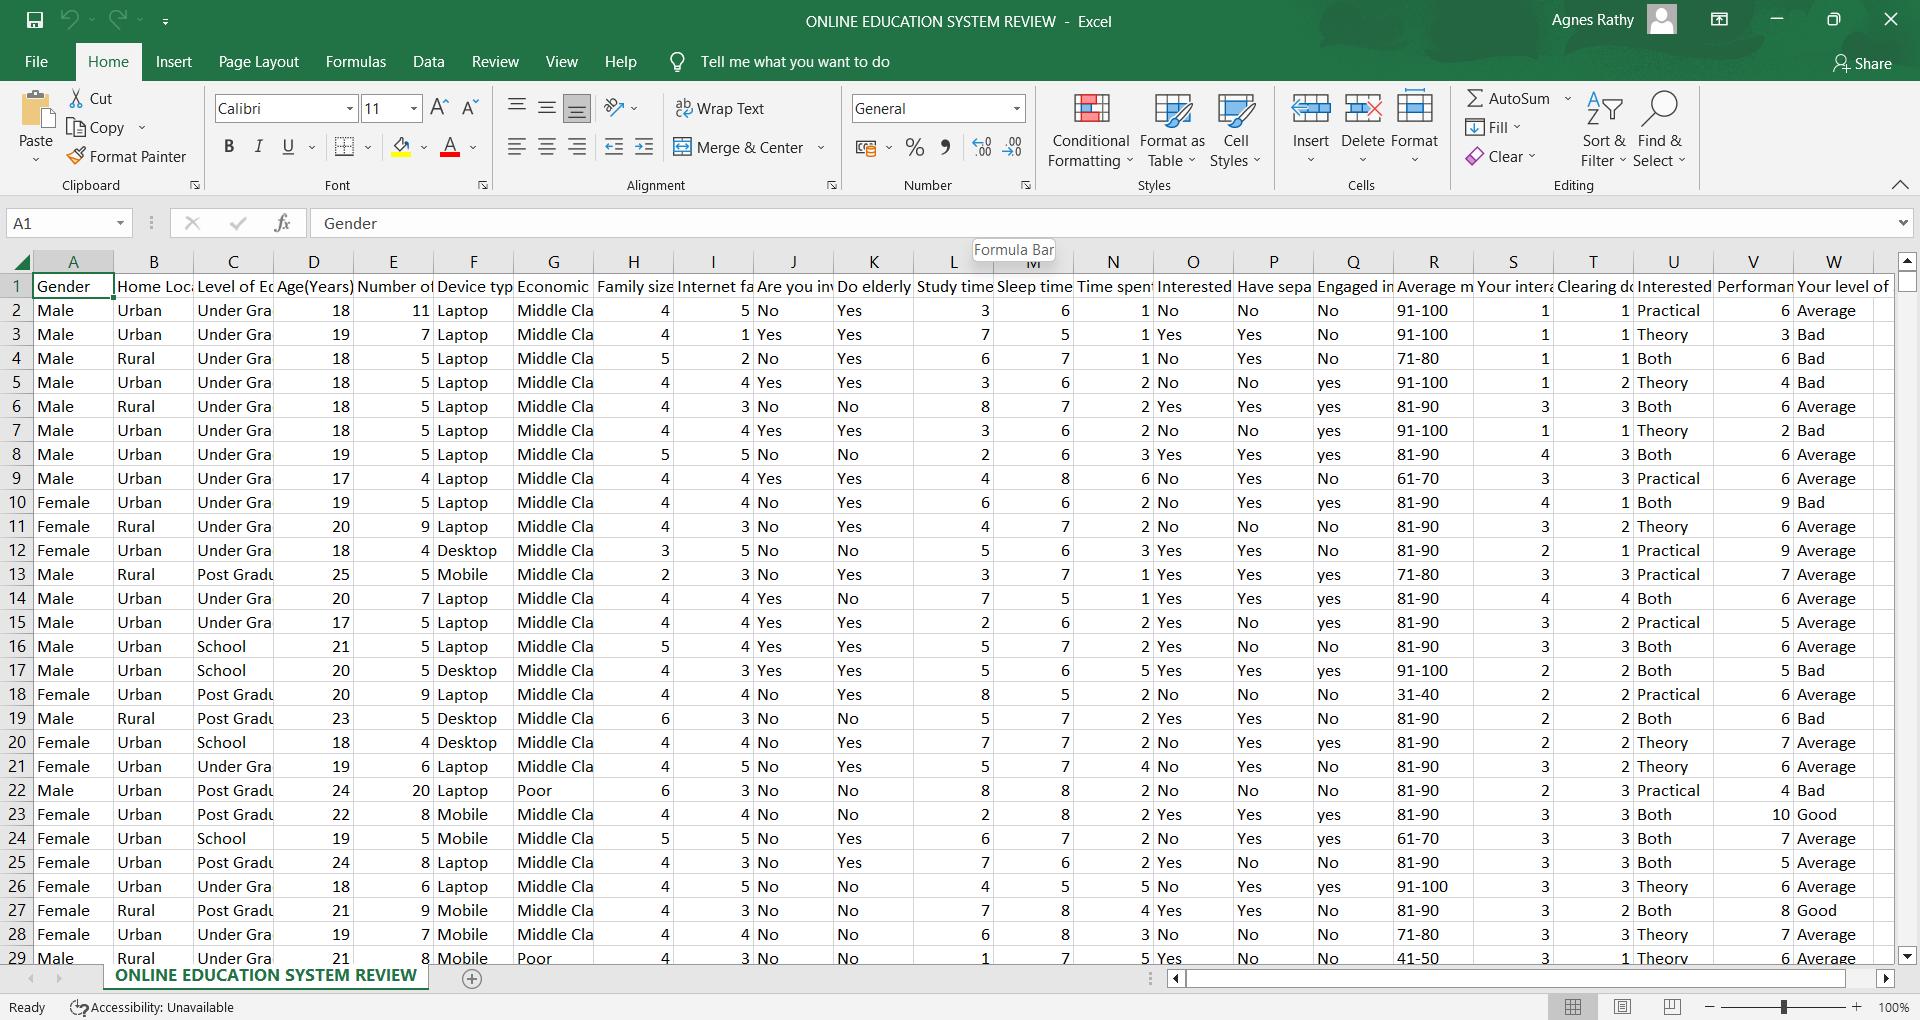 ONLINE EDUCATION SYSTEM REVIEW - Excel
Agnes Rathy
File Home Insert Page Layout Formulas Data Review View Help Tell me what you want to do Share
Paste Cut Copy Format Painter Clipboard
Calibri 11 B I U A Font
Wrap Text Merge & Center Alignment
General % Number
Conditional Formatting Format as Table Cell Styles Styles
Insert Delete Format Cells
AutoSum Fill Clear Sort & Filter Find & Select Editing
A1 fx Gender
Formula Bar
A B C D E F G H I J K L M N O P Q R S T U V W
1 Gender Home Loc Level of Ed Age(Years) Number of Device typ Economic Family size Internet fa Are you inv Do elderly Study time Sleep time Time spent Interested Have sepa Engaged in Average m Your intera Clearing do Interested Performan Your level of
2 Male Urban Under Gra 18 11 Laptop Middle Cla 4 5 No Yes 3 6 1 No No No 91-100 1 1 Practical 6 Average
3 Male Urban Under Gra 19 7 Laptop Middle Cla 4 1 Yes Yes 7 5 1 Yes Yes No 91-100 1 1 Theory 3 Bad
4 Male Rural Under Gra 18 5 Laptop Middle Cla 5 2 No Yes 6 7 1 No Yes No 71-80 1 1 Both 6 Bad
5 Male Urban Under Gra 18 5 Laptop Middle Cla 4 4 Yes Yes 3 6 2 No No yes 91-100 1 2 Theory 4 Bad
6 Male Rural Under Gra 18 5 Laptop Middle Cla 4 3 No No 8 7 2 Yes Yes yes 81-90 3 3 Both 6 Average
7 Male Urban Under Gra 18 5 Laptop Middle Cla 4 4 Yes Yes 3 6 2 No No yes 91-100 1 1 Theory 2 Bad
8 Male Urban Under Gra 19 5 Laptop Middle Cla 5 5 No No 2 6 3 Yes Yes yes 81-90 4 3 Both 6 Average
9 Male Urban Under Gra 17 4 Laptop Middle Cla 4 4 Yes Yes 4 8 6 No Yes No 61-70 3 3 Practical 6 Average
10 Female Urban Under Gra 19 5 Laptop Middle Cla 4 4 No Yes 6 6 2 No Yes yes 81-90 4 1 Both 9 Bad
11 Female Rural Under Gra 20 9 Laptop Middle Cla 4 3 No Yes 4 7 2 No No No 81-90 3 2 Theory 6 Average
12 Female Urban Under Gra 18 4 Desktop Middle Cla 3 5 No No 5 6 3 Yes Yes No 81-90 2 1 Practical 9 Average
13 Male Rural Post Gradu 25 5 Mobile Middle Cla 2 3 No Yes 3 7 1 Yes Yes yes 71-80 3 3 Practical 7 Average
14 Male Urban Under Gra 20 7 Laptop Middle Cla 4 4 Yes No 7 5 1 Yes Yes yes 81-90 4 4 Both 6 Average
15 Male Urban Under Gra 17 5 Laptop Middle Cla 4 4 Yes Yes 2 6 2 Yes No yes 81-90 3 2 Practical 5 Average
16 Male Urban School 21 5 Laptop Middle Cla 5 4 Yes Yes 5 7 2 Yes No No 81-90 3 3 Both 6 Average
17 Male Urban School 20 5 Desktop Middle Cla 4 3 Yes Yes 5 6 5 Yes Yes yes 91-100 2 2 Both 5 Bad
18 Female Urban Post Gradu 20 9 Laptop Middle Cla 4 4 No Yes 8 5 2 No No No 31-40 2 2 Practical 6 Average
19 Male Rural Post Gradu 23 5 Desktop Middle Cla 6 3 No No 5 7 2 Yes Yes No 81-90 2 2 Both 6 Bad
20 Female Urban School 18 4 Desktop Middle Cla 4 4 No Yes 7 7 2 No Yes yes 81-90 2 2 Theory 7 Average
21 Female Urban Under Gra 19 6 Laptop Middle Cla 4 5 No Yes 5 7 4 No Yes No 81-90 3 2 Theory 6 Average
22 Male Urban Post Gradu 24 20 Laptop Poor 6 3 No No 8 8 2 No No No 81-90 2 3 Practical 4 Bad
23 Female Urban Post Gradu 22 8 Mobile Middle Cla 4 4 No No 2 8 2 Yes Yes yes 81-90 3 3 Both 10 Good
24 Female Urban School 19 5 Mobile Middle Cla 5 5 No Yes 6 7 2 No Yes yes 61-70 3 3 Both 7 Average
25 Female Urban Post Gradu 24 8 Laptop Middle Cla 4 3 No Yes 7 6 2 Yes No No 81-90 3 3 Both 5 Average
26 Female Urban Under Gra 18 6 Laptop Middle Cla 4 5 No No 4 5 5 No Yes yes 91-100 3 3 Theory 6 Average
27 Female Rural Post Gradu 21 9 Mobile Middle Cla 4 3 No No 7 8 4 Yes Yes No 81-90 3 2 Both 8 Good
28 Female Urban Under Gra 19 7 Mobile Middle Cla 4 4 No No 6 8 3 No No No 71-80 3 3 Theory 7 Average
29 Male Rural Under Gra 21 8 Mobile Poor 4 3 No No 1 7 5 Yes No No 41-50 3 1 Theory 6 Average
ONLINE EDUCATION SYSTEM REVIEW
Ready Accessibility: Unavailable 100%